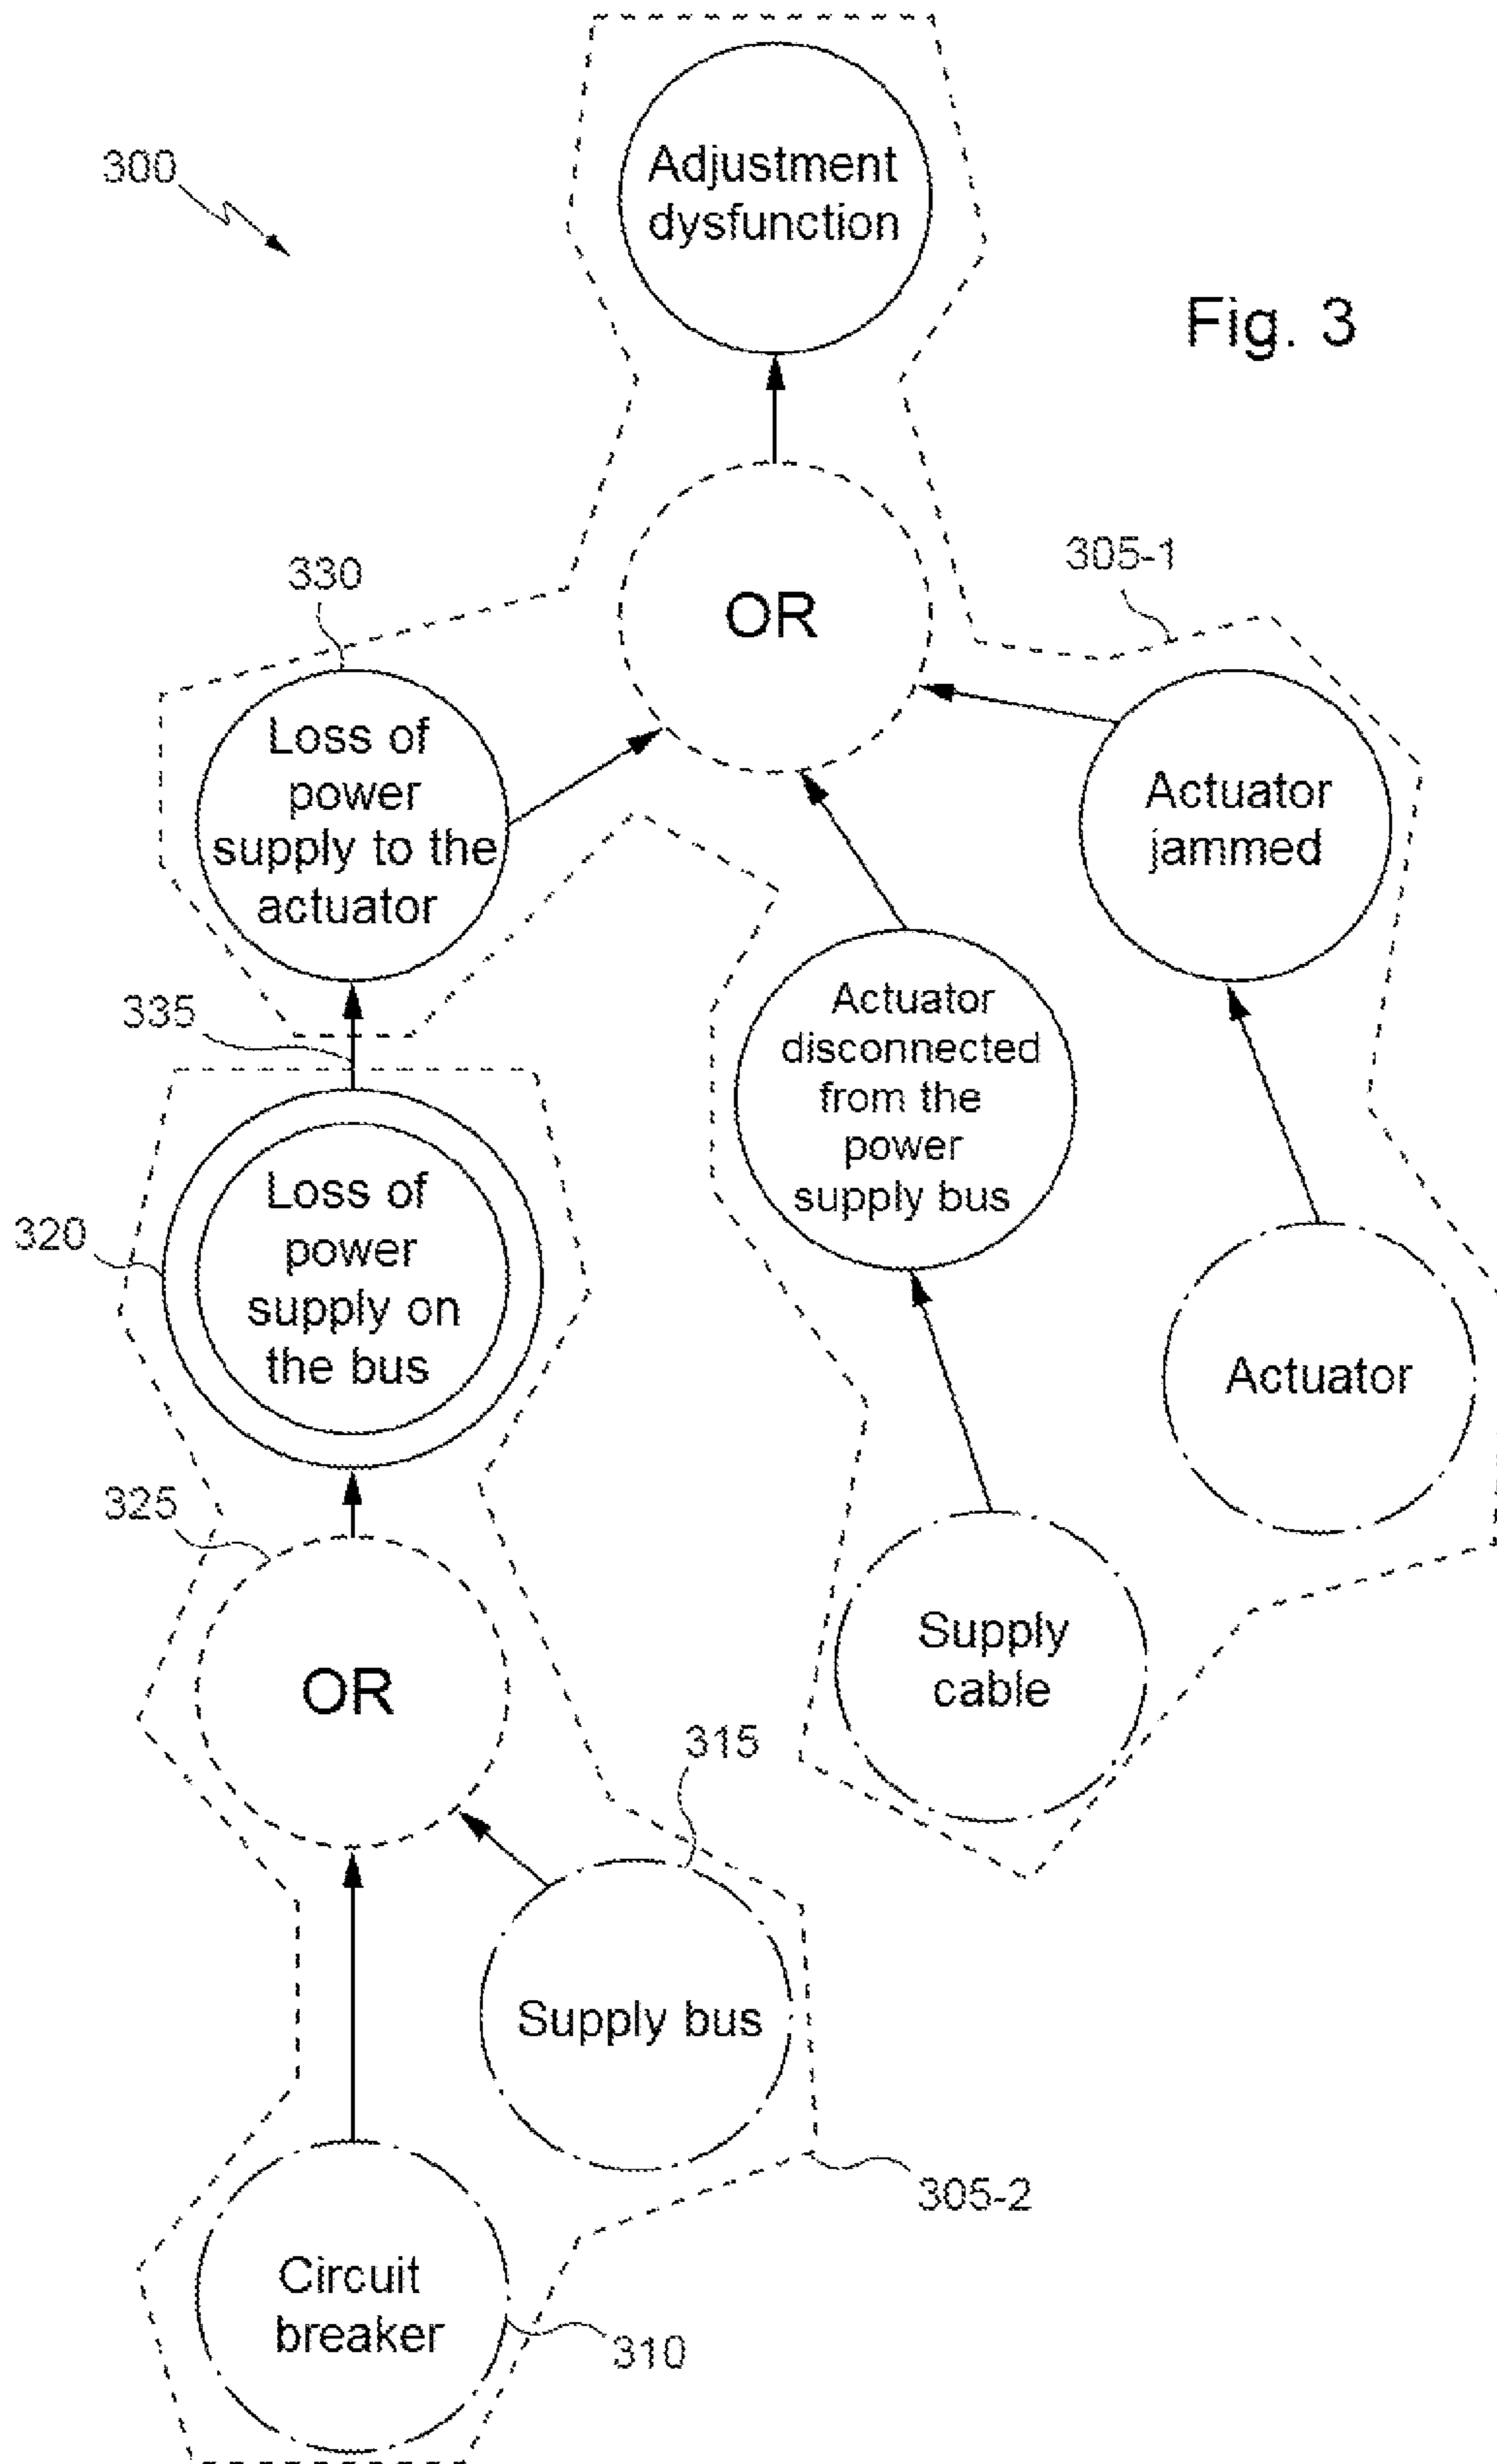 Adjustment
dysfunction
300
Fig. 3
OR
305-1
330
Loss of
power
supply to the
actuator
Actuator
jammed
335
Actuator
disconnected
from the
power
supply bus
320
Loss of
power
supply on
the bus
Actuator
325
OR
Supply
cable
315
Supply bus
305-2
Circuit
breaker
310